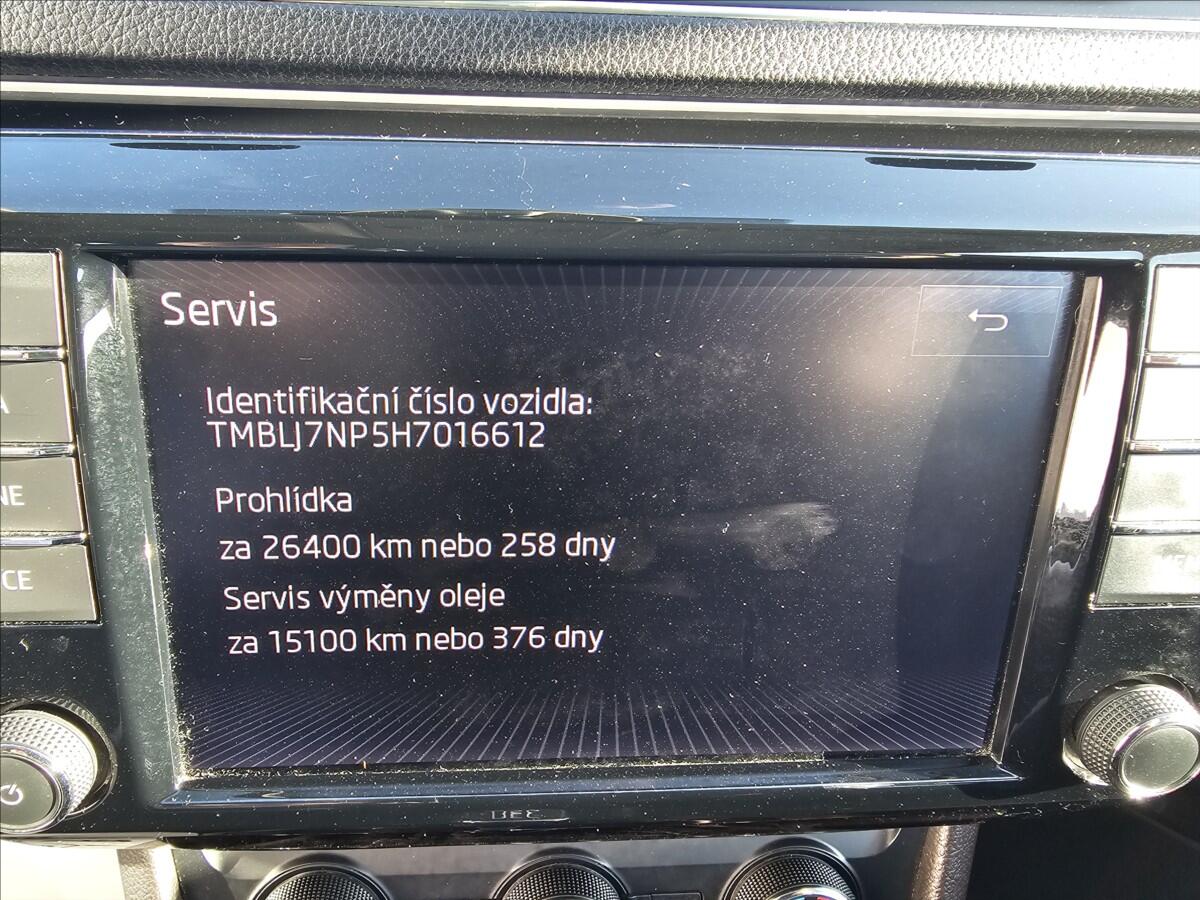 Servis
Identifikační číslo vozidla:
TMBLJ7NP5H7016612
Prohlídka
za 26400 km nebo 258 dny
Servis výměny oleje
za 15100 km nebo 376 dny